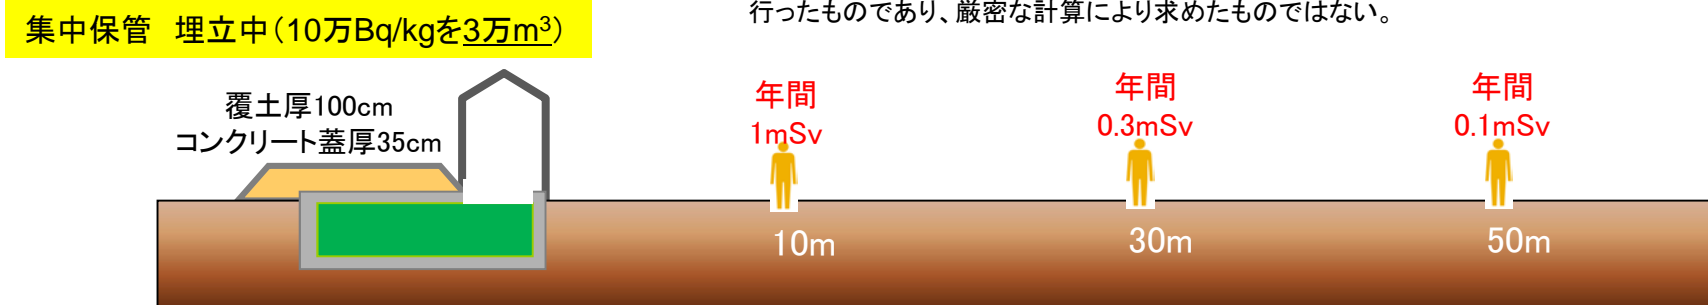 行ったものであり、厳密な計算により求めたものではない。
集中保管　埋立中（10万Bq/kgを3万m³）
覆土厚100cm
コンクリート蓋厚35cm
年間
1mSv
年間
0.3mSv
年間
0.1mSv
10m
30m
50m